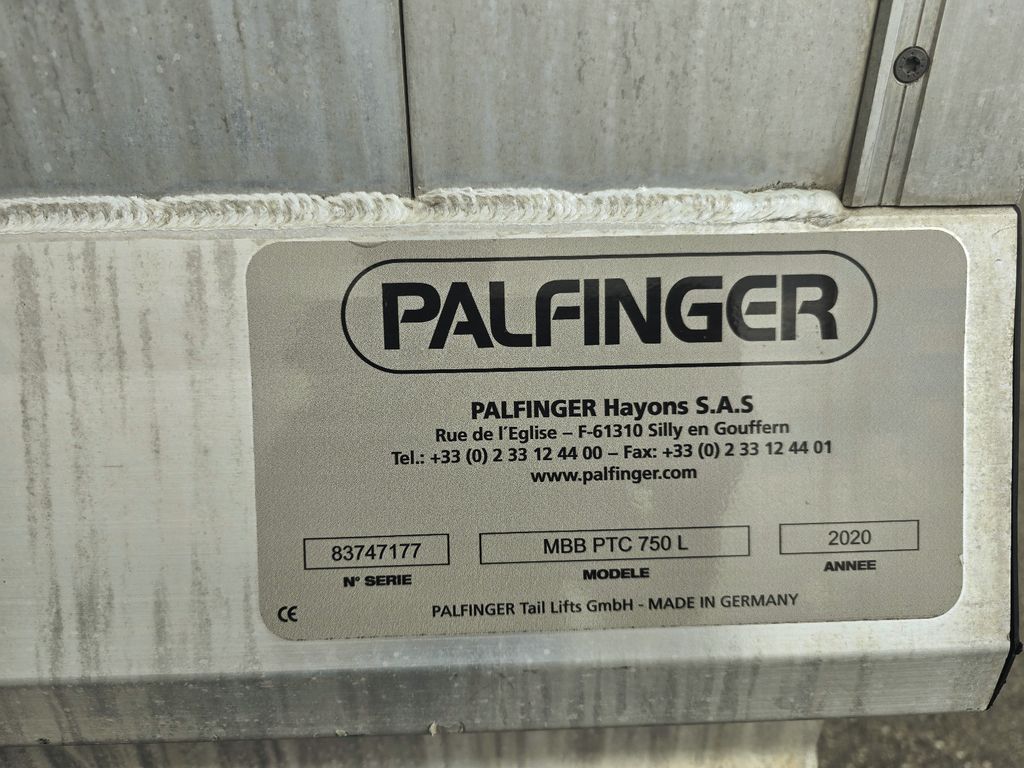 PALFINGER
PALFINGER Hayons S.A.S
Rue de l'Eglise – F-61310 Silly en Gouffern
Tel.: +33 (0) 2 33 12 44 00 – Fax: +33 (0) 2 33 12 44 01
www.palfinger.com
83747177 MBB PTC 750 L 2020
N° SERIE MODELE ANNEE
CE PALFINGER Tail Lifts GmbH - MADE IN GERMANY